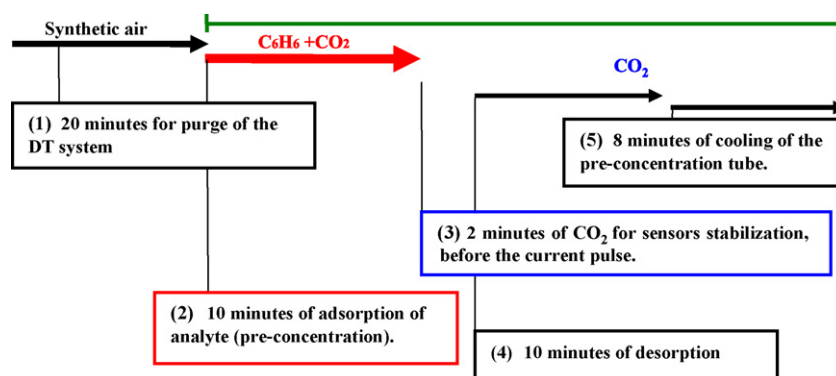 Synthetic air
C₆H₆ +CO₂
CO₂
(1) 20 minutes for purge of the
DT system
(5) 8 minutes of cooling of the
pre-concentration tube.
(3) 2 minutes of CO₂ for sensors stabilization,
before the current pulse.
(2) 10 minutes of adsorption of
analyte (pre-concentration).
(4) 10 minutes of desorption